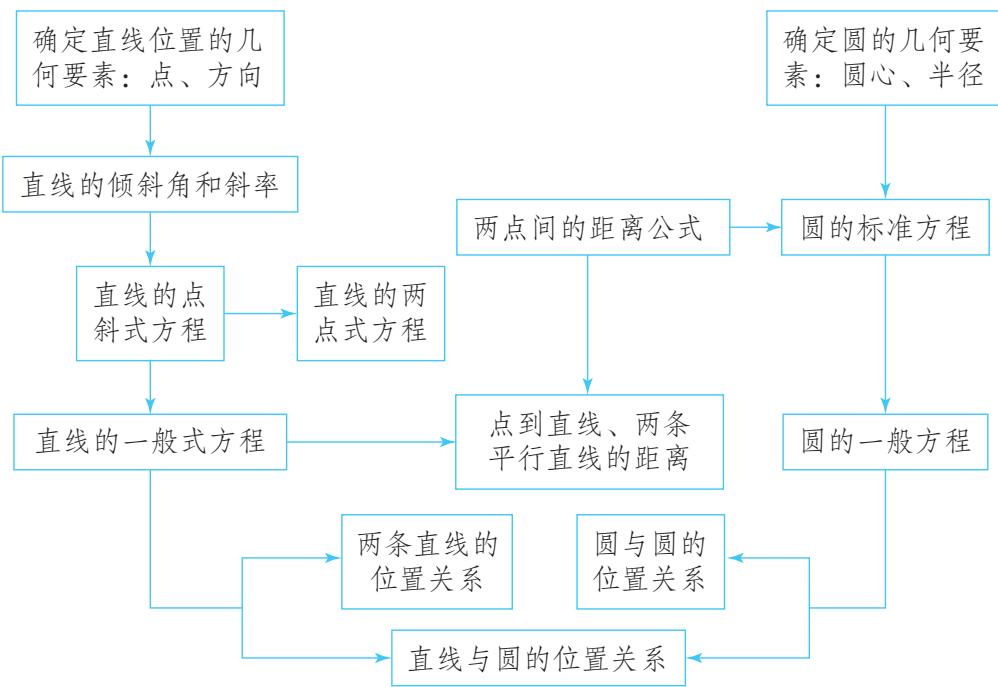 确定直线位置的几
何要素：点、方向
确定圆的几何要
素：圆心、半径
直线的倾斜角和斜率
两点间的距离公式
圆的标准方程
直线的点
斜式方程
直线的两
点式方程
直线的一般式方程
点到直线、两条
平行直线的距离
圆的一般方程
两条直线的
位置关系
圆与圆的
位置关系
直线与圆的位置关系